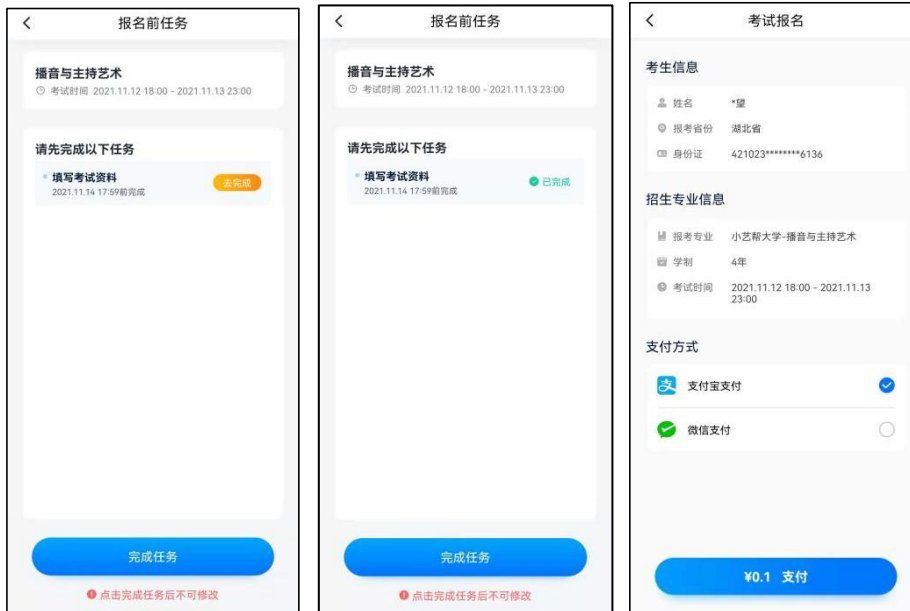 报名前任务
播音与主持艺术
考试时间 2021.11.12 18:00 - 2021.11.13 23:00
请先完成以下任务
填写考试资料
去完成
2021.11.14 17:59前完成
完成任务
点击完成任务后不可修改
报名前任务
播音与主持艺术
考试时间 2021.11.12 18:00 - 2021.11.13 23:00
请先完成以下任务
填写考试资料
已完成
2021.11.14 17:59前完成
完成任务
点击完成任务后不可修改
考试报名
考生信息
姓名 *望
报考省份 湖北省
身份证 421023********6136
招生专业信息
报考专业 小艺帮大学-播音与主持艺术
学制 4年
考试时间 2021.11.12 18:00 - 2021.11.13
23:00
支付方式
支 支付宝支付
微信支付
¥0.1 支付